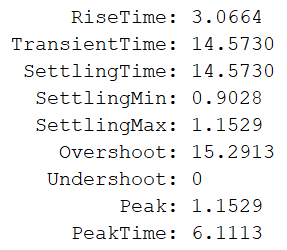 RiseTime: 3.0664
TransientTime: 14.5730
SettlingTime: 14.5730
SettlingMin: 0.9028
SettlingMax: 1.1529
Overshoot: 15.2913
Undershoot: 0
Peak: 1.1529
PeakTime: 6.1113